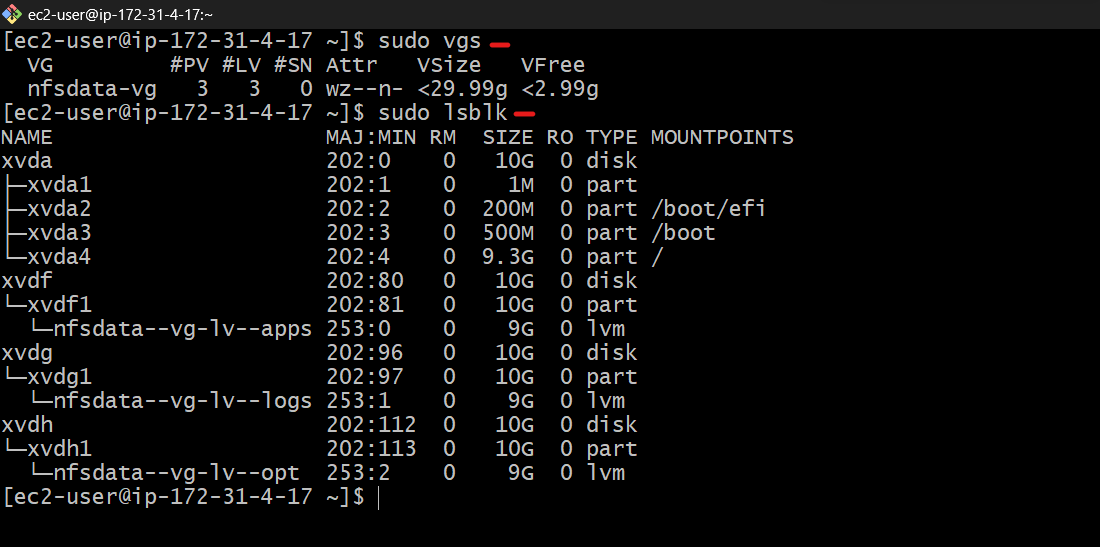 ec2-user@ip-172-31-4-17:~
[ec2-user@ip-172-31-4-17 ~]$ sudo vgs
  VG         #PV #LV #SN Attr   VSize   VFree
  nfsdata-vg   3   3   0 wz--n- <29.99g <2.99g
[ec2-user@ip-172-31-4-17 ~]$ sudo lsblk
NAME                     MAJ:MIN RM  SIZE RO TYPE MOUNTPOINTS
xvda                     202:0    0   10G  0 disk
├─xvda1                  202:1    0    1M  0 part
├─xvda2                  202:2    0  200M  0 part /boot/efi
├─xvda3                  202:3    0  500M  0 part /boot
└─xvda4                  202:4    0  9.3G  0 part /
xvdf                     202:80   0   10G  0 disk
└─xvdf1                  202:81   0   10G  0 part
  └─nfsdata--vg-lv--apps 253:0    0    9G  0 lvm
xvdg                     202:96   0   10G  0 disk
└─xvdg1                  202:97   0   10G  0 part
  └─nfsdata--vg-lv--logs 253:1    0    9G  0 lvm
xvdh                     202:112  0   10G  0 disk
└─xvdh1                  202:113  0   10G  0 part
  └─nfsdata--vg-lv--opt  253:2    0    9G  0 lvm
[ec2-user@ip-172-31-4-17 ~]$